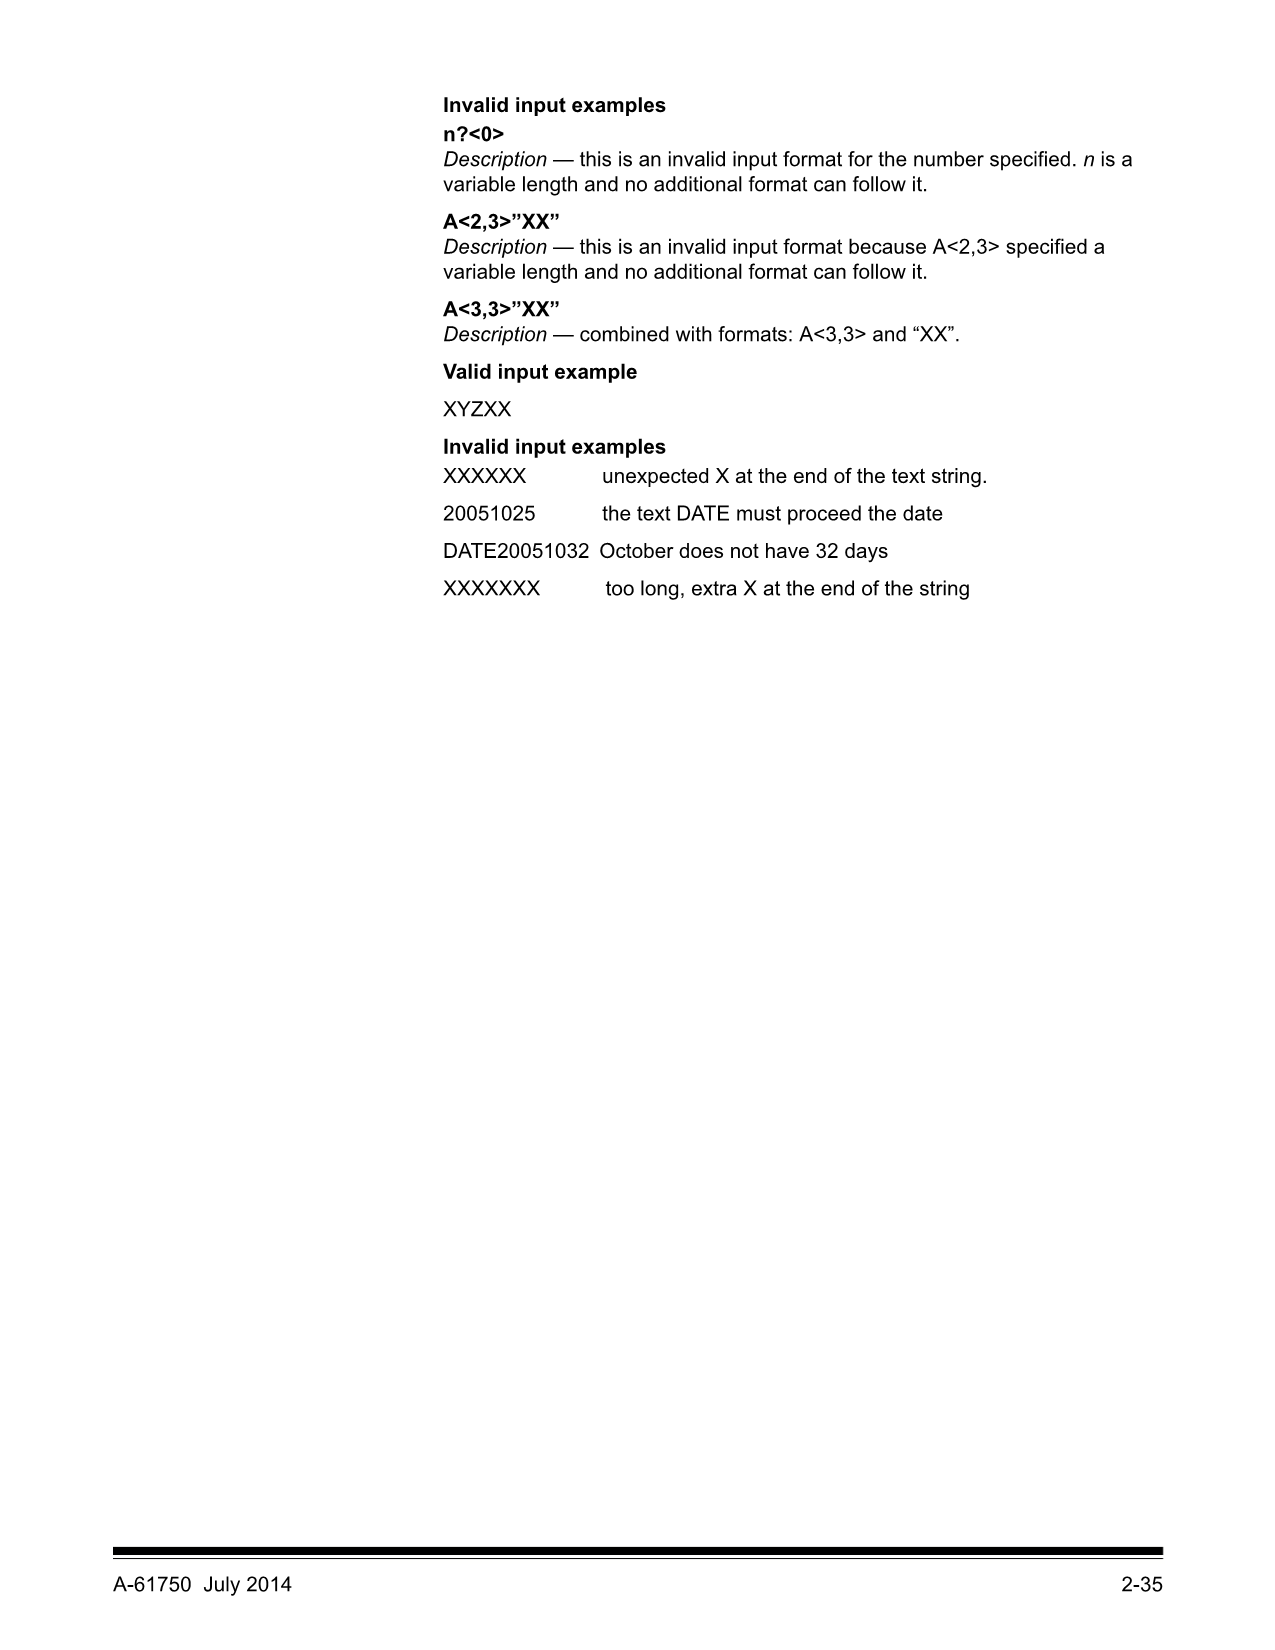 Invalid input examples
n?<0>
Description — this is an invalid input format for the number specified. n is a
variable length and no additional format can follow it.
A<2,3>”XX”
Description — this is an invalid input format because A<2,3> specified a
variable length and no additional format can follow it.
A<3,3>”XX”
Description — combined with formats: A<3,3> and “XX”.
Valid input example
XYZXX
Invalid input examples
XXXXXX unexpected X at the end of the text string.
20051025 the text DATE must proceed the date
DATE20051032 October does not have 32 days
XXXXXXX too long, extra X at the end of the string
A-61750 July 2014 2-35